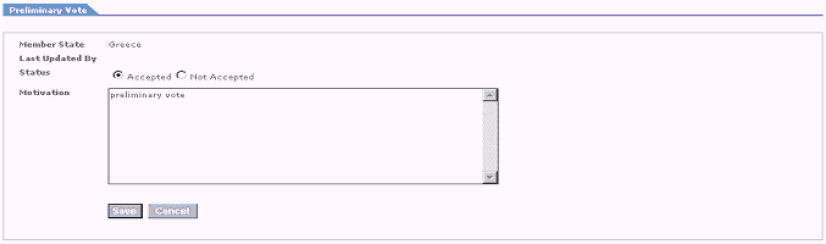 Preliminary Vote
Member State Greece
Last Updated By
Status Accepted Not Accepted
Motivation preliminary vote
Save Cancel